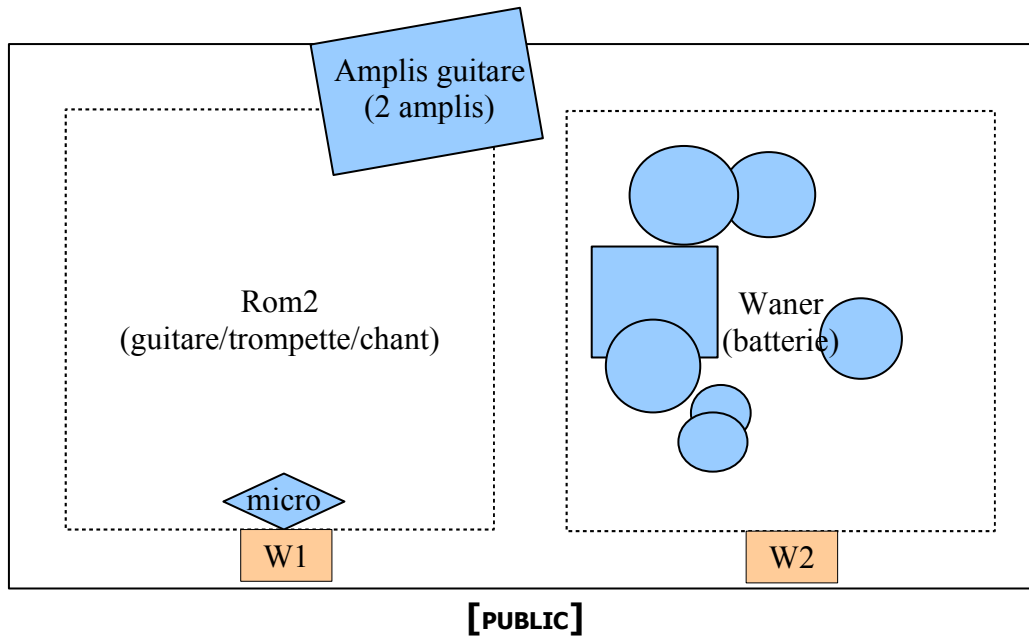 Amplis guitare
(2 amplis)
Rom2
(guitare/trompette/chant)
Waner
(batterie)
micro
W1
W2
[PUBLIC]